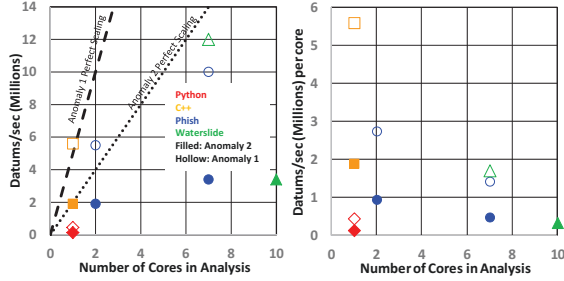 14
12
10
8
6
4
2
0
Datums/sec (Millions)
Anomaly 1 Perfect Scaling
Anomaly 2 Perfect Scaling
Python
C++
Phish
Waterslide
Filled: Anomaly 2
Hollow: Anomaly 1
0 2 4 6 8 10
Number of Cores in Analysis
6
5
4
3
2
1
0
Datums/sec (Millions) per core
0 2 4 6 8 10
Number of Cores in Analysis